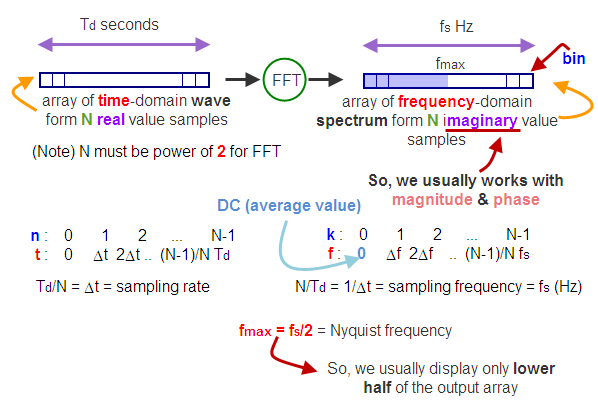 Td seconds
fs Hz
fmax
bin
FFT
array of time-domain wave
form N real value samples
array of frequency-domain
spectrum form N imaginary value
samples
(Note) N must be power of 2 for FFT
So, we usually works with
magnitude & phase
DC (average value)
n : 0 1 2 ... N-1
t : 0 Δt 2Δt .. (N-1)/N Td
k : 0 1 2 ... N-1
f : 0 Δf 2Δf .. (N-1)/N fs
Td/N = Δt = sampling rate
N/Td = 1/Δt = sampling frequency = fs (Hz)
fmax = fs/2 = Nyquist frequency
So, we usually display only lower
half of the output array